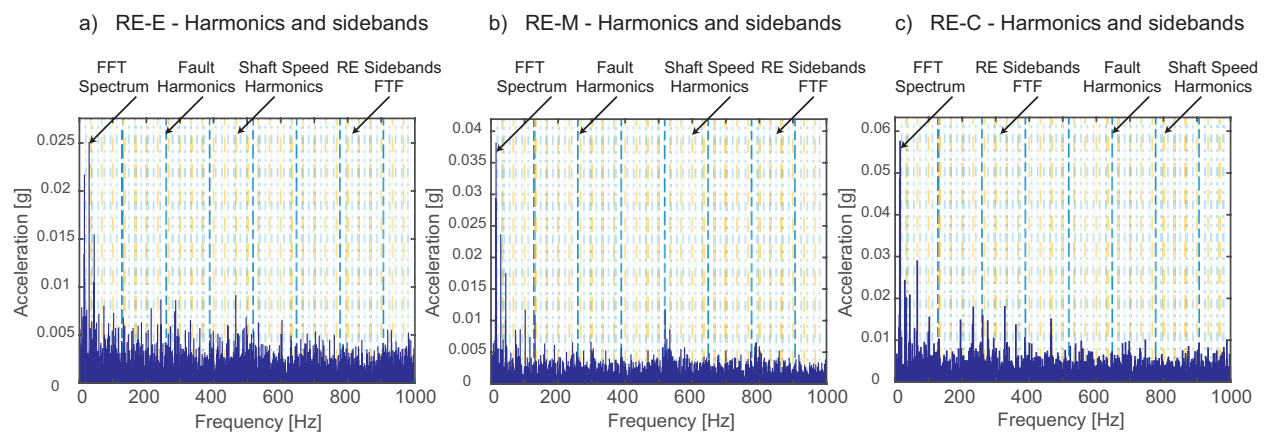 a) RE-E - Harmonics and sidebands
FFT Spectrum
Fault Harmonics
Shaft Speed Harmonics
RE Sidebands FTF
Acceleration [g]
0.025
0.02
0.015
0.01
0.005
0
0 200 400 600 800 1000
Frequency [Hz]
b) RE-M - Harmonics and sidebands
FFT Spectrum
Fault Harmonics
Shaft Speed Harmonics
RE Sidebands FTF
Acceleration [g]
0.04
0.035
0.03
0.025
0.02
0.015
0.01
0.005
0
0 200 400 600 800 1000
Frequency [Hz]
c) RE-C - Harmonics and sidebands
FFT Spectrum
RE Sidebands FTF
Fault Harmonics
Shaft Speed Harmonics
Acceleration [g]
0.06
0.05
0.04
0.03
0.02
0.01
0
0 200 400 600 800 1000
Frequency [Hz]